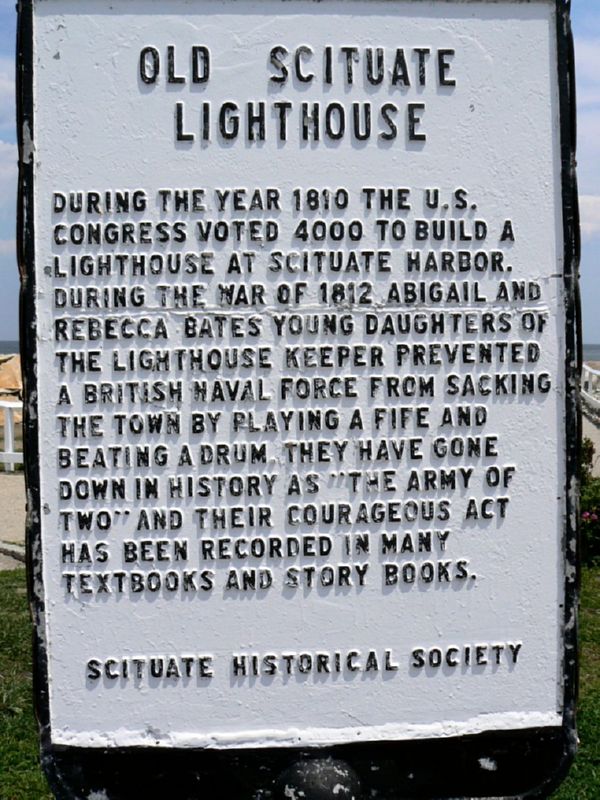 OLD SCITUATE
LIGHTHOUSE
DURING THE YEAR 1810 THE U.S.
CONGRESS VOTED 4000 TO BUILD A
LIGHTHOUSE AT SCITUATE HARBOR.
DURING THE WAR OF 1812 ABIGAIL AND
REBECCA BATES YOUNG DAUGHTERS OF
THE LIGHTHOUSE KEEPER PREVENTED
A BRITISH NAVAL FORCE FROM SACKING
THE TOWN BY PLAYING A FIFE AND
BEATING A DRUM. THEY HAVE GONE
DOWN IN HISTORY AS "THE ARMY OF
TWO" AND THEIR COURAGEOUS ACT
HAS BEEN RECORDED IN MANY
TEXTBOOKS AND STORY BOOKS.
SCITUATE HISTORICAL SOCIETY